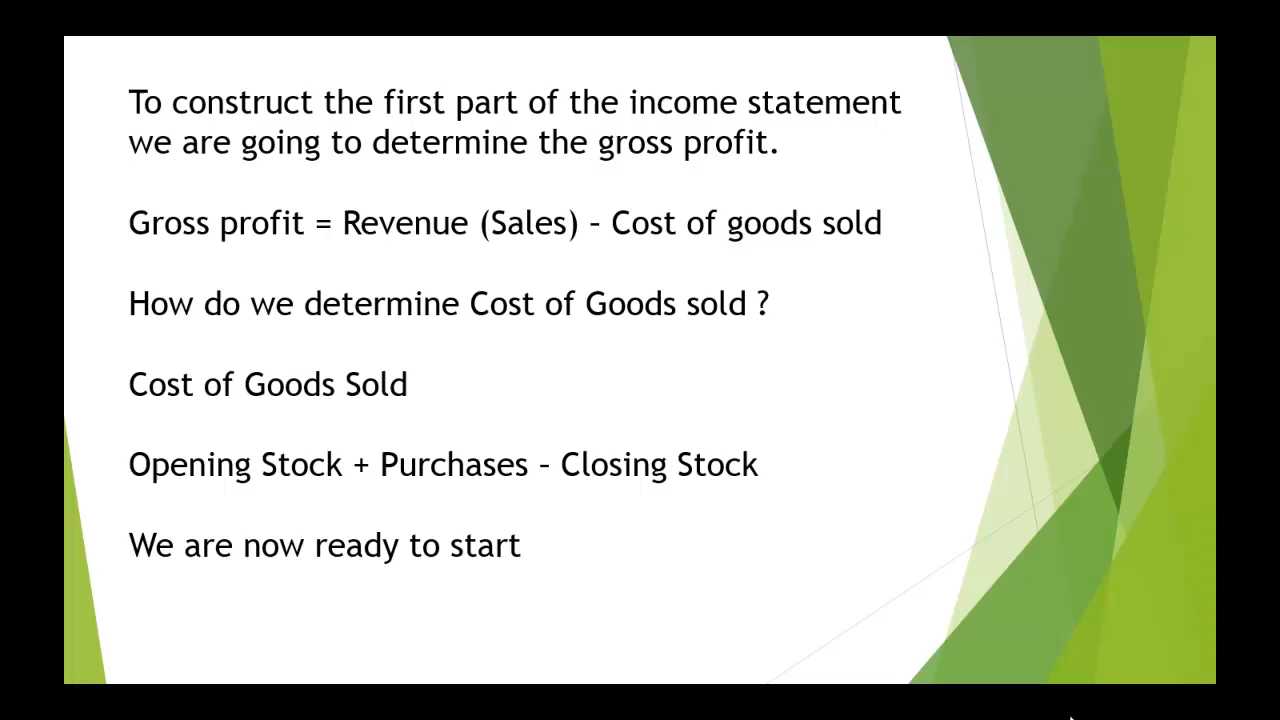 To construct the first part of the income statement
we are going to determine the gross profit.
Gross profit = Revenue (Sales) – Cost of goods sold
How do we determine Cost of Goods sold ?
Cost of Goods Sold
Opening Stock + Purchases – Closing Stock
We are now ready to start